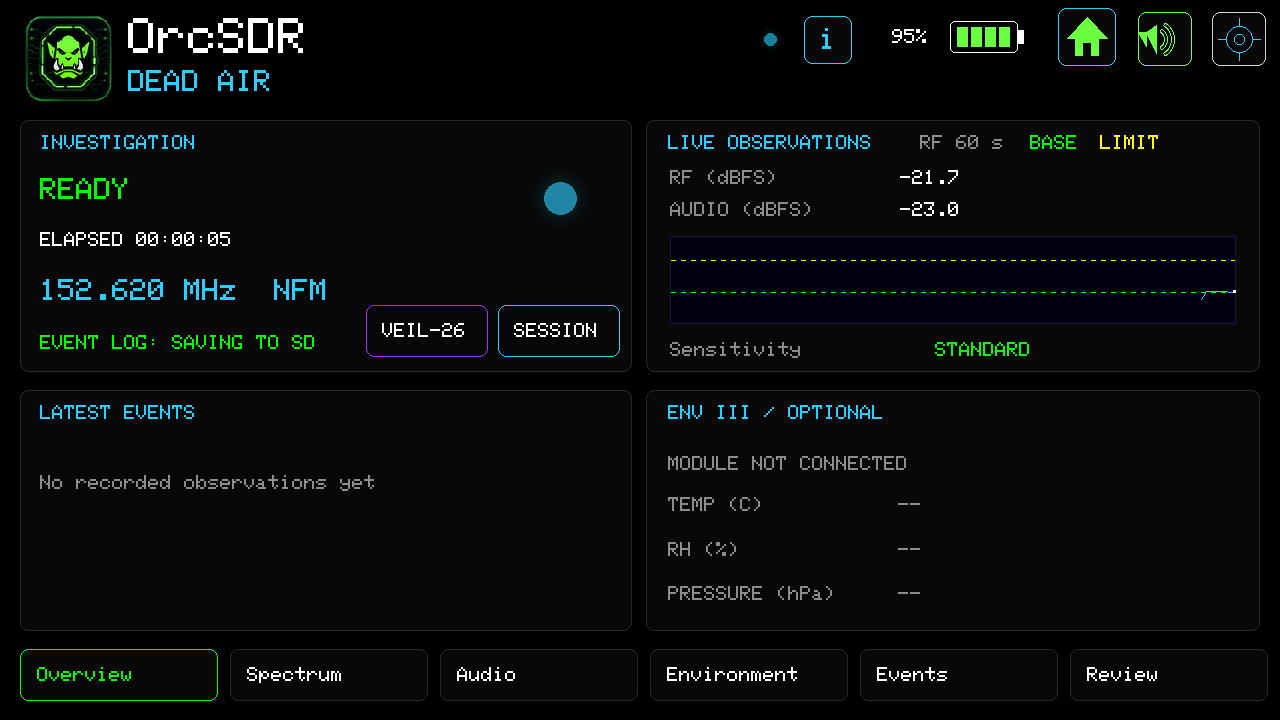 OrcSDR
DEAD AIR
i
95%
INVESTIGATION
READY
ELAPSED 00:00:05
152.620 MHz NFM
EVENT LOG: SAVING TO SD
VEIL-26
SESSION
LIVE OBSERVATIONS RF 60 s BASE LIMIT
RF (dBFS) -21.7
AUDIO (dBFS) -23.0
Sensitivity STANDARD
LATEST EVENTS
No recorded observations yet
ENV III / OPTIONAL
MODULE NOT CONNECTED
TEMP (C) --
RH (%) --
PRESSURE (hPa) --
Overview
Spectrum
Audio
Environment
Events
Review